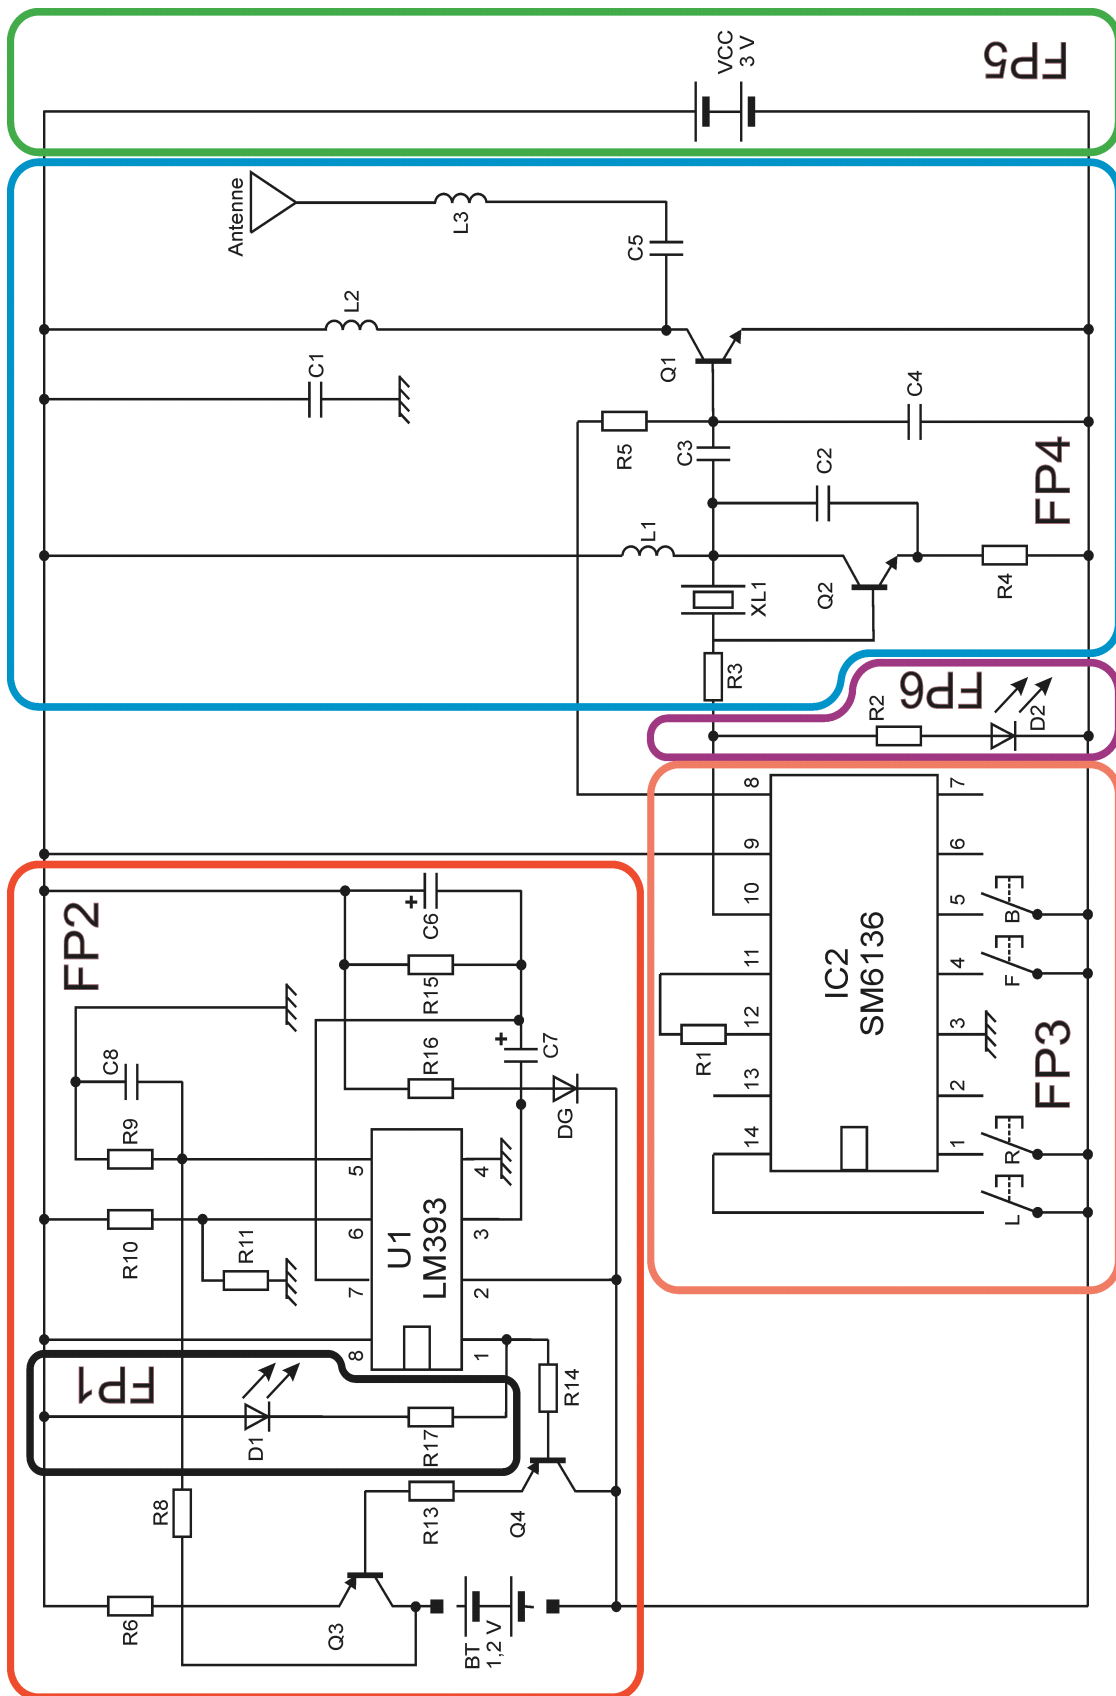 FP5
VCC
3 V
Antenne
L3
C5
L2
C1
Q1
R5
C3
C4
C2
FP4
L1
XL1
Q2
R4
R3
FP6
R2
D2
FP2
C6
R15
R16
C7
DG
C8
R9
R10
R11
U1
LM393
5
6
7
8
4
3
2
1
FP1
D1
R17
R14
R13
Q4
R8
R6
Q3
BT
1,2 V
IC2
SM6136
8
9
10
11
12
13
14
7
6
5
4
3
2
1
R1
B
F
R
L
FP3